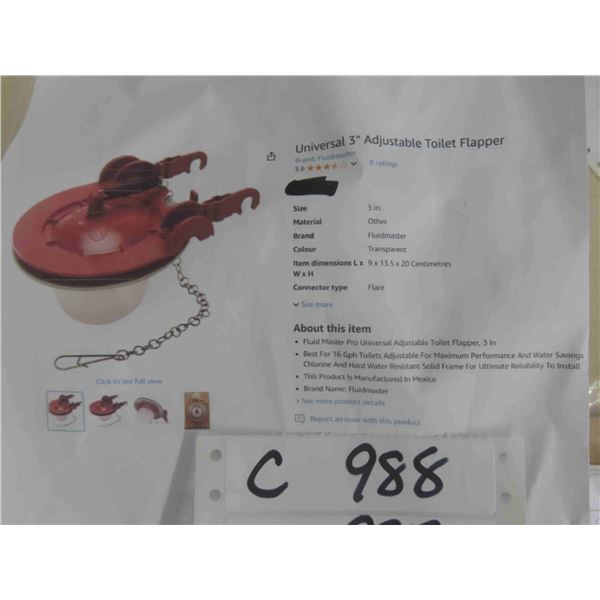 Universal 3" Adjustable Toilet Flapper
Brand: Fluidmaster
3.6 6 ratings
Size 3 in.
Material Other
Brand Fluidmaster
Colour Transparent
Item dimensions L x 9 x 13.5 x 20 Centimetres
W x H
Connector type Flare
See more
About this item
• Fluid Master Pro Universal Adjustable Toilet Flapper, 3 In
• Best For 16 Gph Toilets Adjustable For Maximum Performance And Water Savings
Chlorine And Hard Water Resistant Solid Frame For Ultimate Reliability To Install
• This Product Is Manufactured In Mexico
• Brand Name: Fluidmaster
› See more product details
Click to see full view
Report an issue with this product
C 988